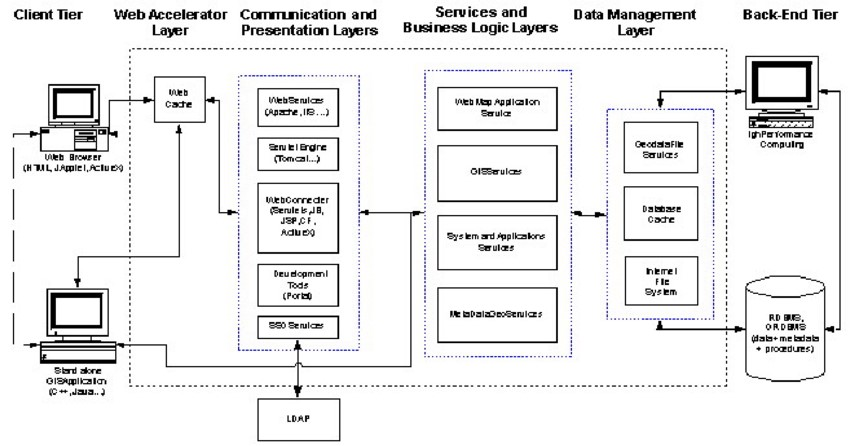 Client Tier
Web Accelerator
Layer
Communication and
Presentation Layers
Services and
Business Logic Layers
Data Management
Layer
Back-End Tier
Web
Cache
Web Browser
(HTML, JApplet, ActiveX)
Stand alone
GISApplication
(C++, Java...)
WebServices
(Apache, IIS ...)
Servlet Engine
(Tomcat...)
WebConnecter
(Servlets, JB,
JSP, CF,
ActiveX)
Development
Tools
(Portal)
SSO Services
LDAP
Web Map Application
Service
GISServices
System and Applications
Services
MetaDataGeoServices
GeodataFile
Services
Database
Cache
Internet
File
System
ighPerformance
Computing
RDBMS,
ORDBMS
(data+metadata
+ procedures)